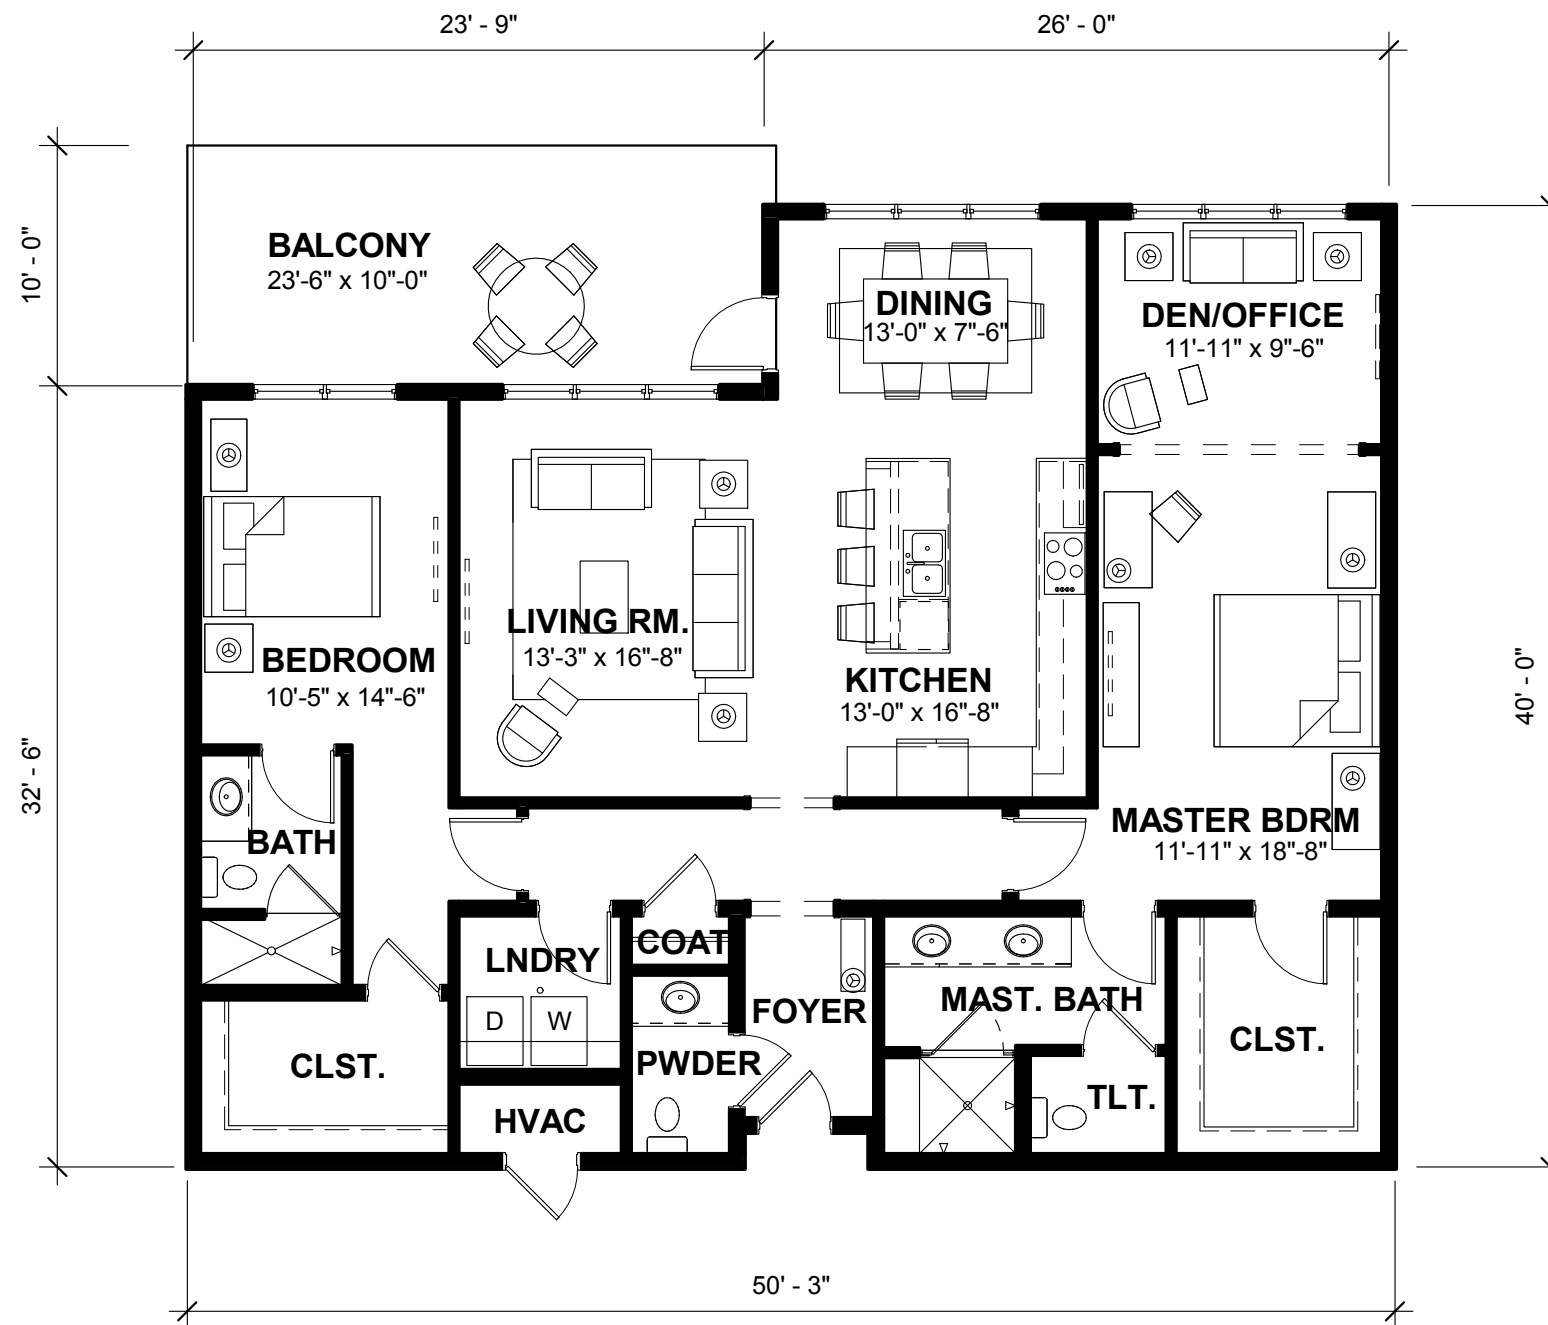 23' - 9"
26' - 0"
10' - 0"
BALCONY
23'-6" x 10"-0"
DINING
13'-0" x 7"-6"
DEN/OFFICE
11'-11" x 9"-6"
LIVING RM.
13'-3" x 16"-8"
BEDROOM
10'-5" x 14"-6"
KITCHEN
13'-0" x 16"-8"
40' - 0"
32' - 6"
MASTER BDRM
11'-11" x 18"-8"
BATH
COAT
LNDRY
MAST. BATH
FOYER
D
W
CLST.
CLST.
PWDER
TLT.
HVAC
50' - 3"